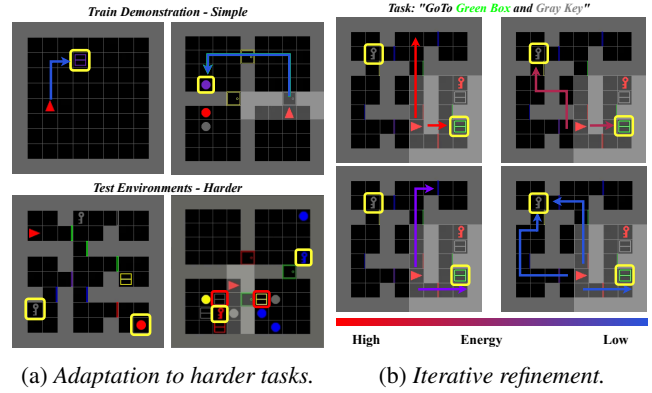 Train Demonstration - Simple
Test Environments - Harder
(a) Adaptation to harder tasks.
Task: "GoTo Green Box and Gray Key"
High Energy Low
(b) Iterative refinement.